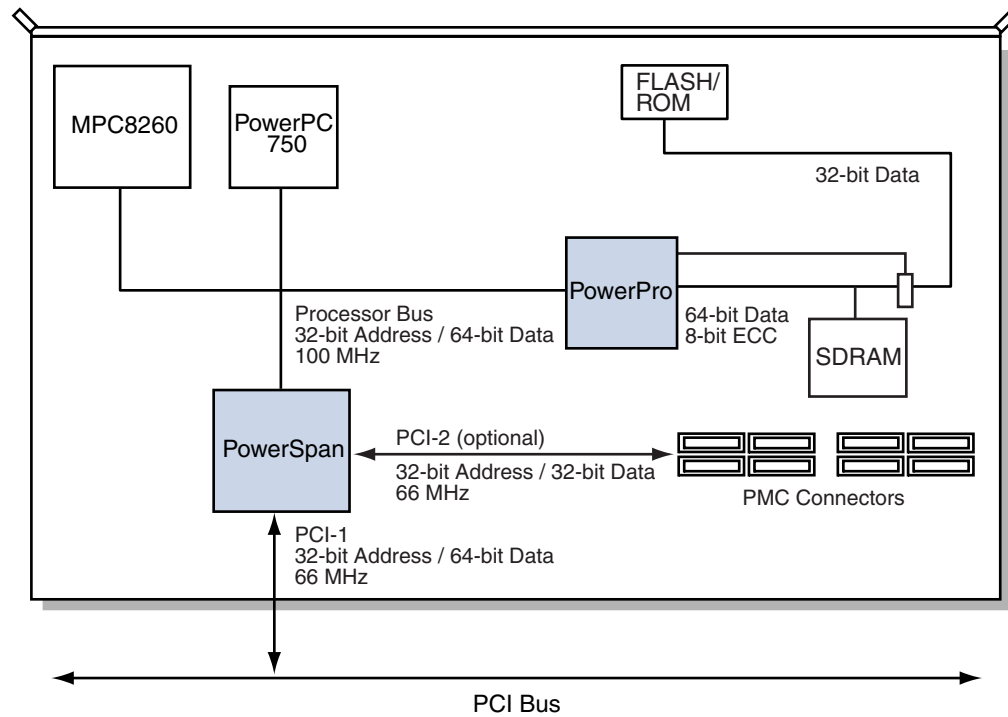 MPC8260
PowerPC
750
FLASH/
ROM
32-bit Data
PowerPro
Processor Bus
32-bit Address / 64-bit Data
100 MHz
64-bit Data
8-bit ECC
SDRAM
PowerSpan
PCI-2 (optional)
32-bit Address / 32-bit Data
66 MHz
PMC Connectors
PCI-1
32-bit Address / 64-bit Data
66 MHz
PCI Bus